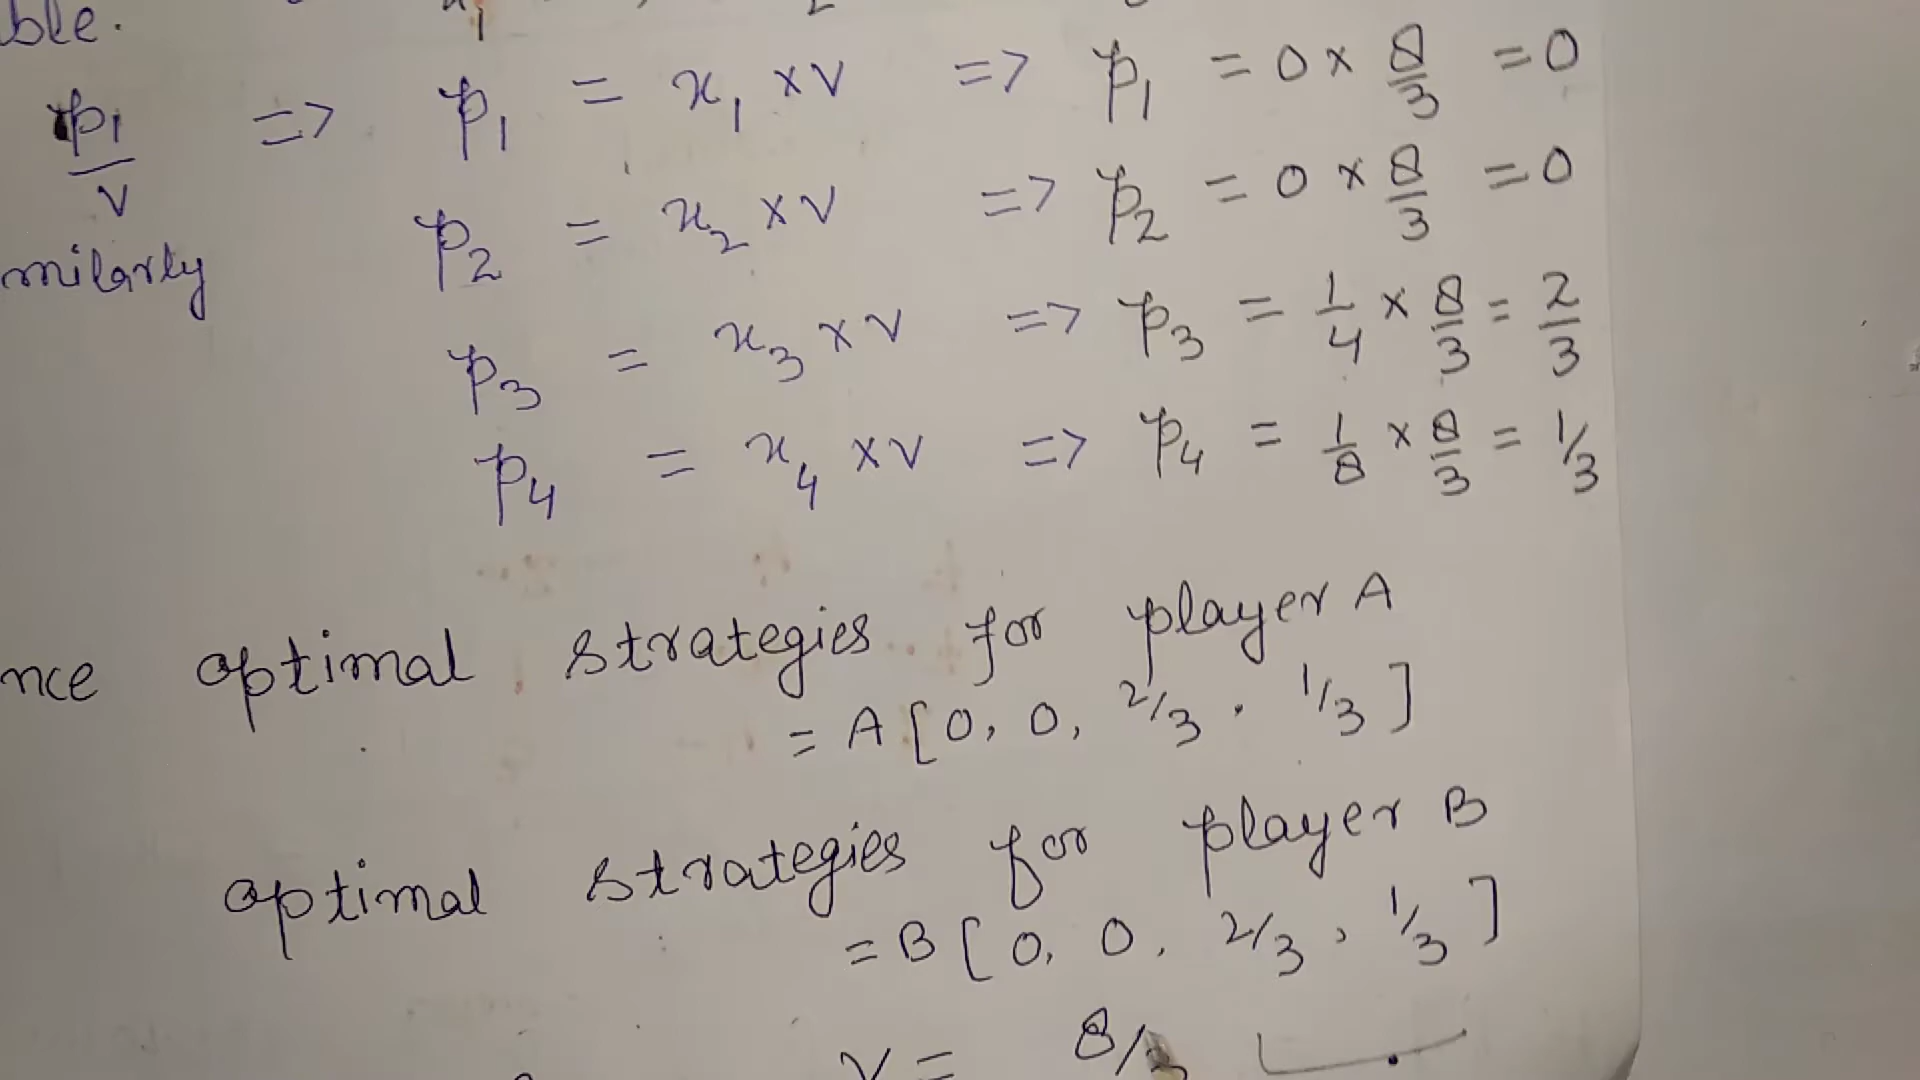 ble.
p1/v => p1 = x1 × v => p1 = 0 × 8/3 = 0
p2 = x2 × v => p2 = 0 × 8/3 = 0
milarly
p3 = x3 × v => p3 = 1/4 × 8/3 = 2/3
p4 = x4 × v => p4 = 1/8 × 8/3 = 1/3
nce optimal strategies for player A
= A [0, 0, 2/3, 1/3]
optimal strategies for player B
= B [0, 0, 2/3, 1/3]
v = 8/3